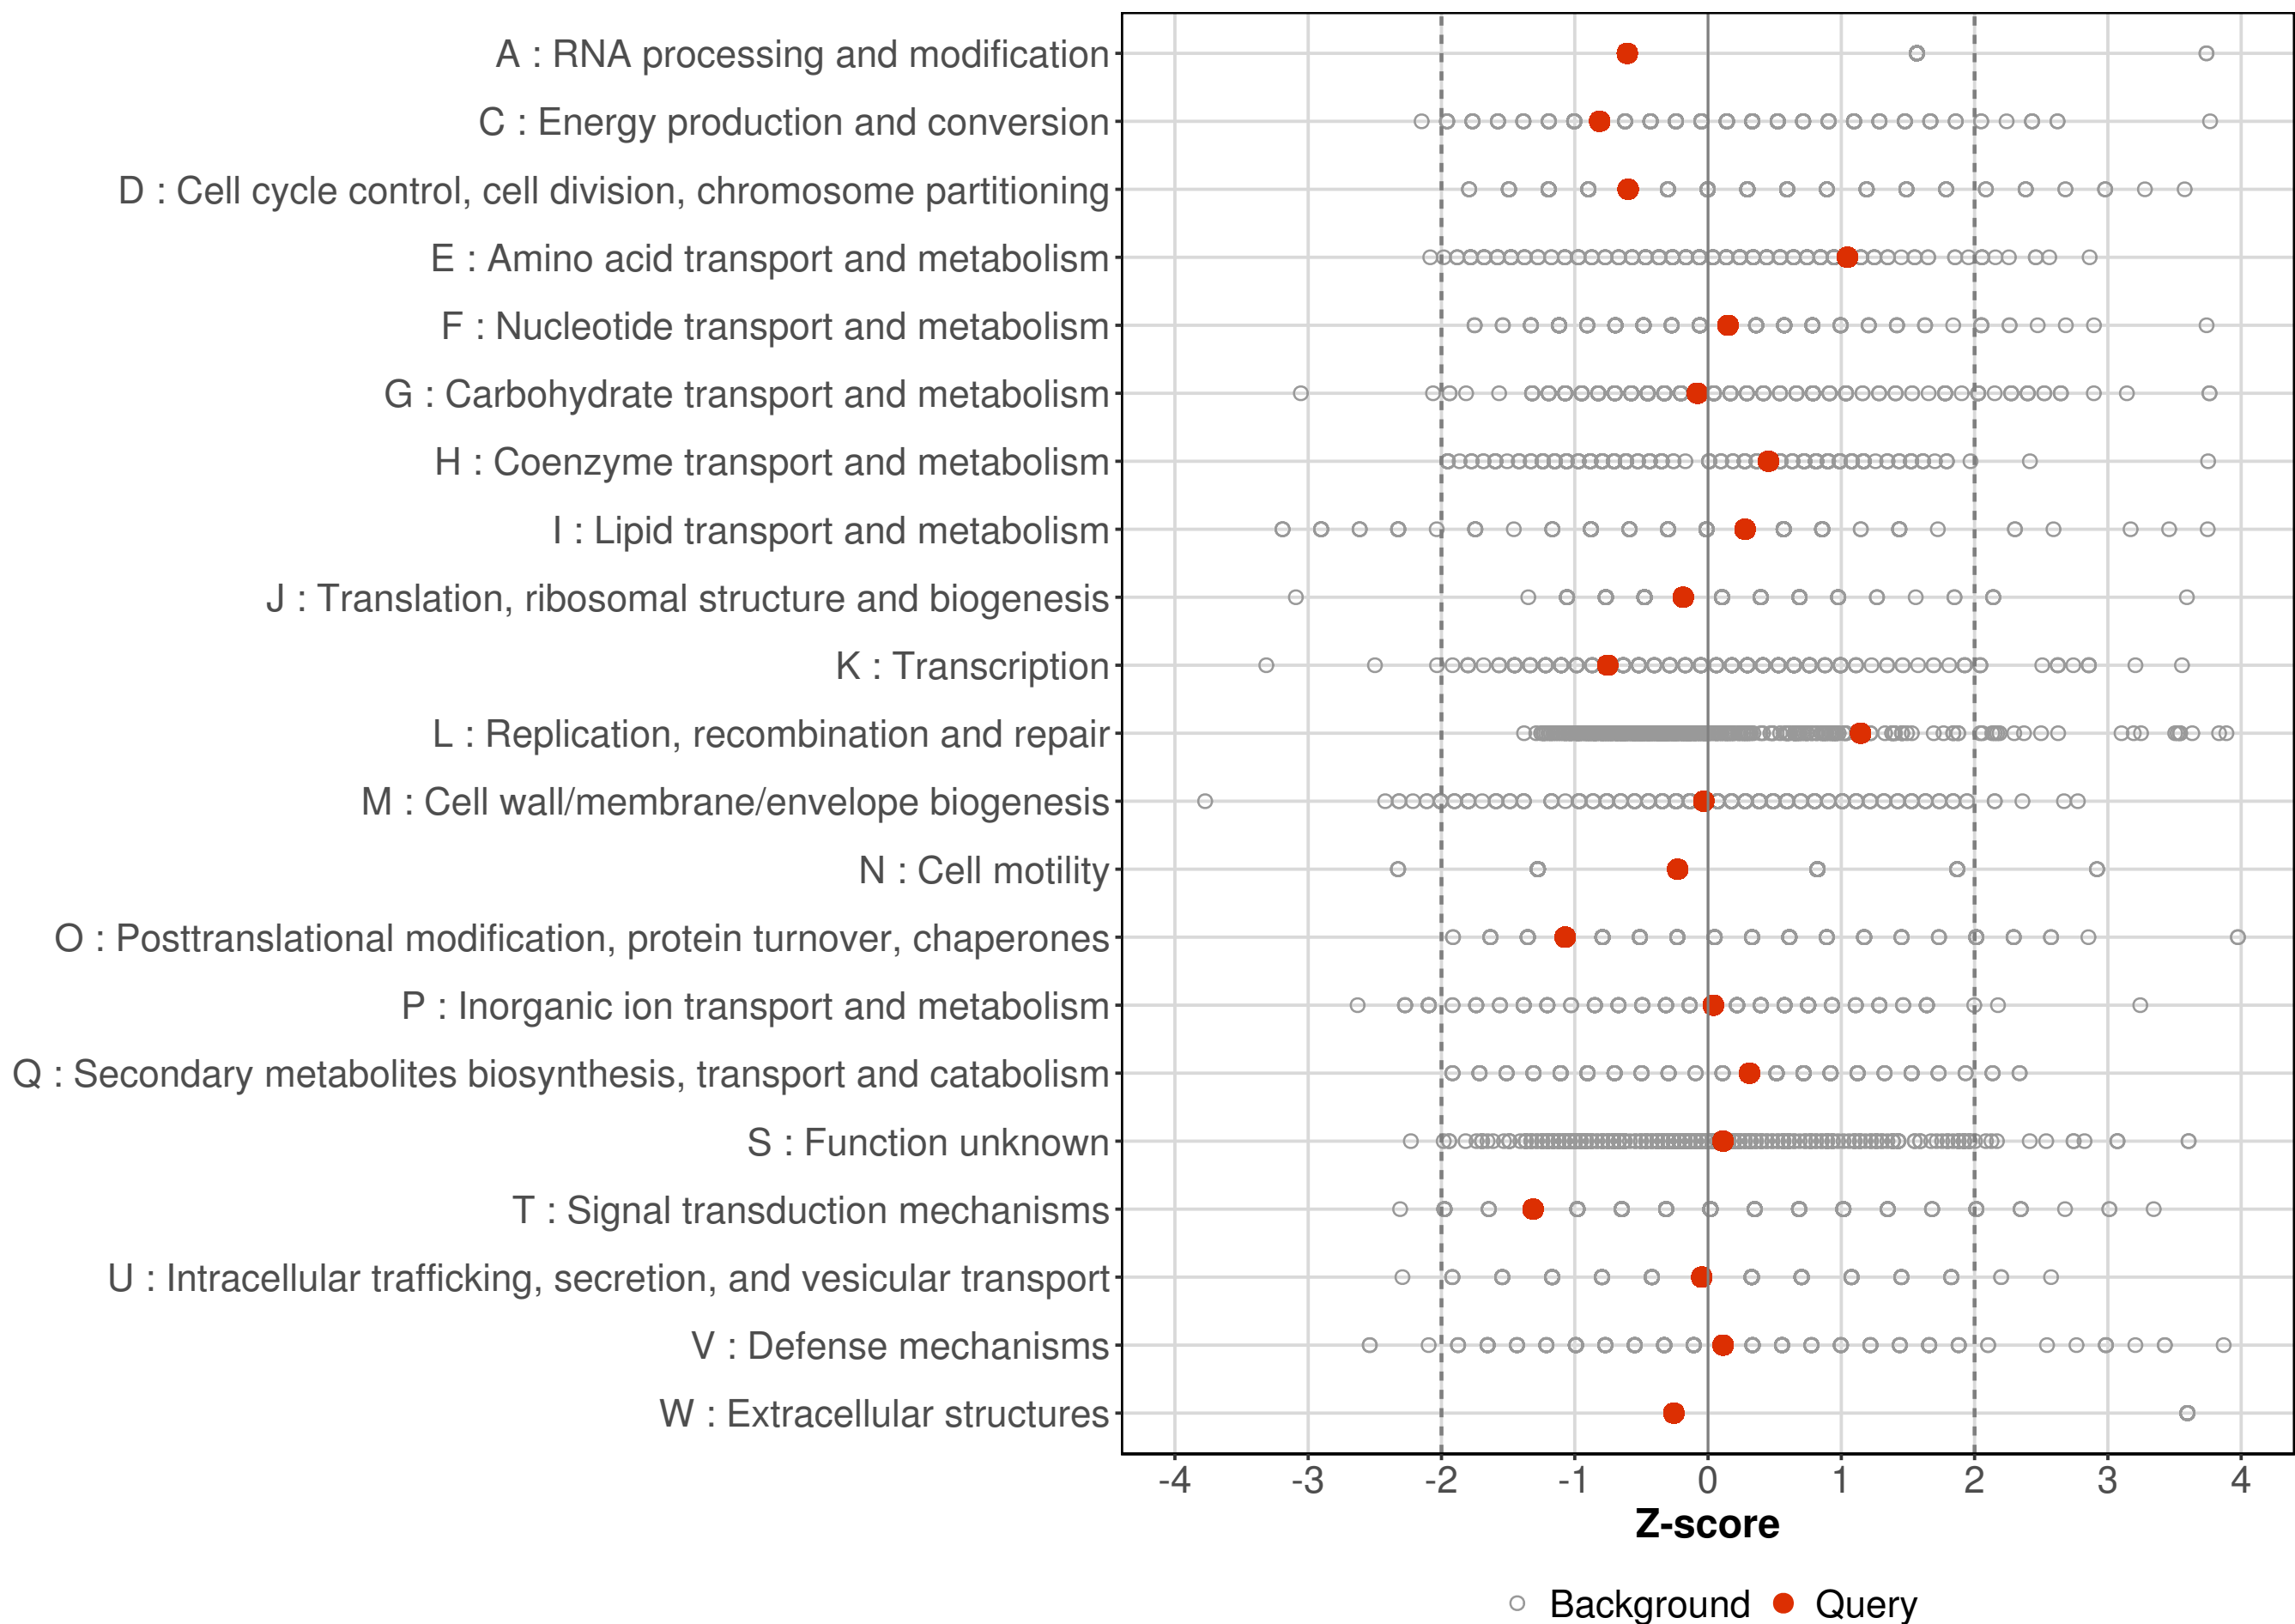 A : RNA processing and modification
C : Energy production and conversion
D : Cell cycle control, cell division, chromosome partitioning
E : Amino acid transport and metabolism
F : Nucleotide transport and metabolism
G : Carbohydrate transport and metabolism
H : Coenzyme transport and metabolism
I : Lipid transport and metabolism
J : Translation, ribosomal structure and biogenesis
K : Transcription
L : Replication, recombination and repair
M : Cell wall/membrane/envelope biogenesis
N : Cell motility
O : Posttranslational modification, protein turnover, chaperones
P : Inorganic ion transport and metabolism
Q : Secondary metabolites biosynthesis, transport and catabolism
S : Function unknown
T : Signal transduction mechanisms
U : Intracellular trafficking, secretion, and vesicular transport
V : Defense mechanisms
W : Extracellular structures
-4 -3 -2 -1 0 1 2 3 4
Z-score
Background Query